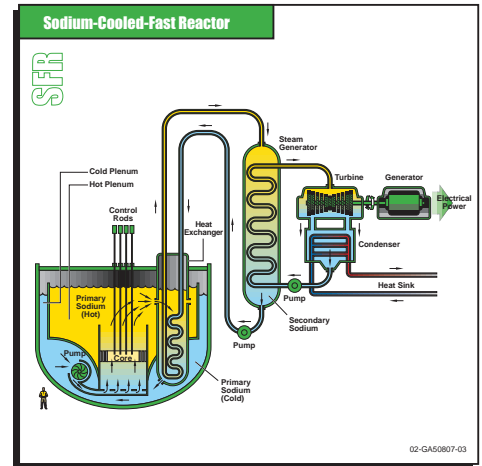 Sodium-Cooled-Fast Reactor
SFR
Steam
Generator
Turbine
Generator
Electrical
Power
Cold Plenum
Hot Plenum
Control
Rods
Heat
Exchanger
Condenser
Heat Sink
Pump
Secondary
Sodium
Pump
Primary
Sodium
(Hot)
Pump
Core
Primary
Sodium
(Cold)
02-GA50807-03